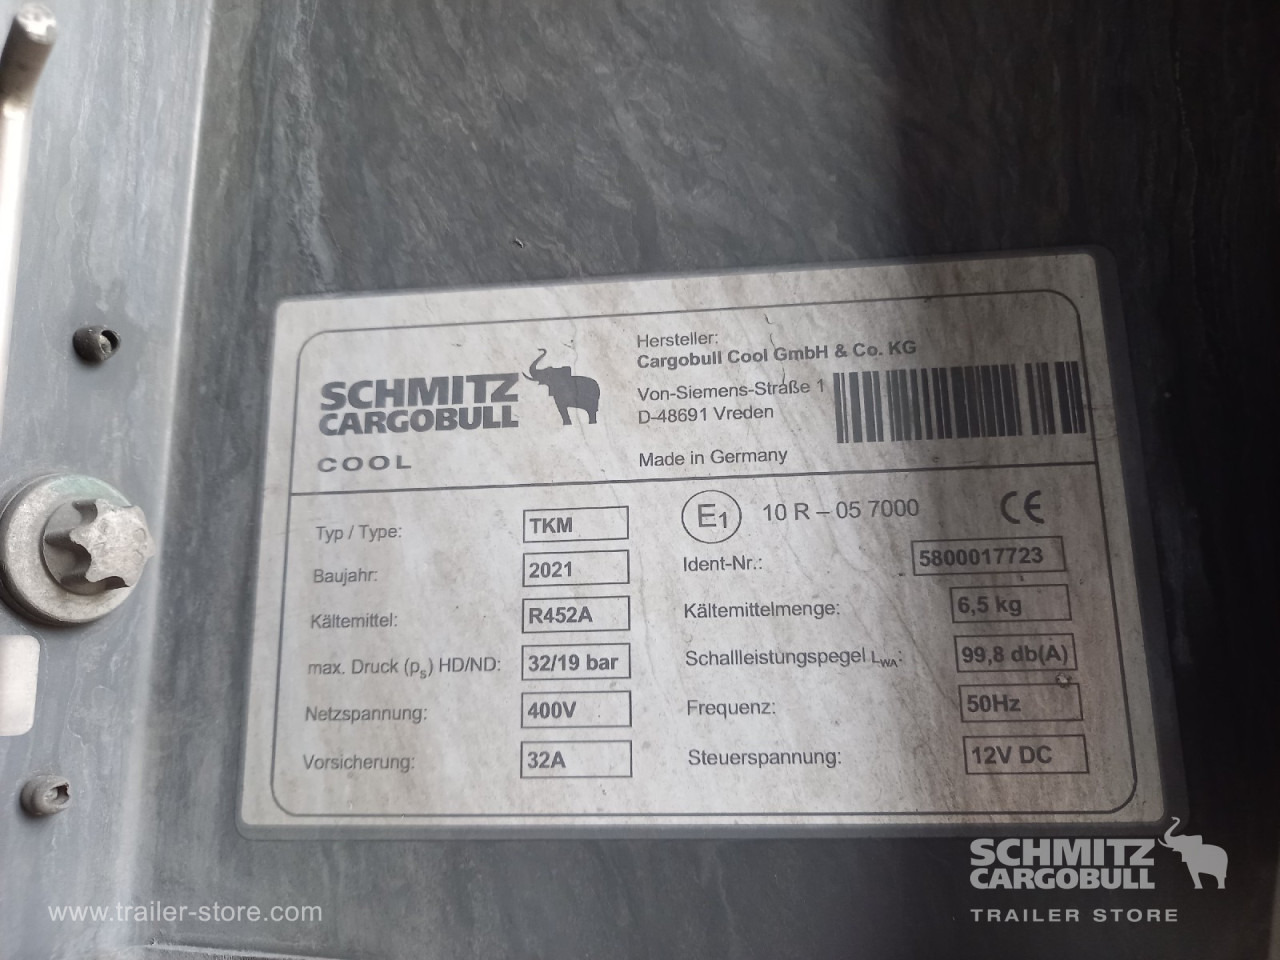 SCHMITZ
CARGOBULL
COOL
Hersteller:
Cargobull Cool GmbH & Co. KG
Von-Siemens-Straße 1
D-48691 Vreden
Made in Germany
Typ / Type: TKM
Baujahr: 2021
Kältemittel: R452A
max. Druck (ps) HD/ND: 32/19 bar
Netzspannung: 400V
Vorsicherung: 32A
E1 10 R – 05 7000 CE
Ident-Nr.: 5800017723
Kältemittelmenge: 6,5 kg
Schallleistungspegel LWA: 99,8 db(A)
Frequenz: 50Hz
Steuerspannung: 12V DC
www.trailer-store.com
SCHMITZ
CARGOBULL
TRAILER STORE